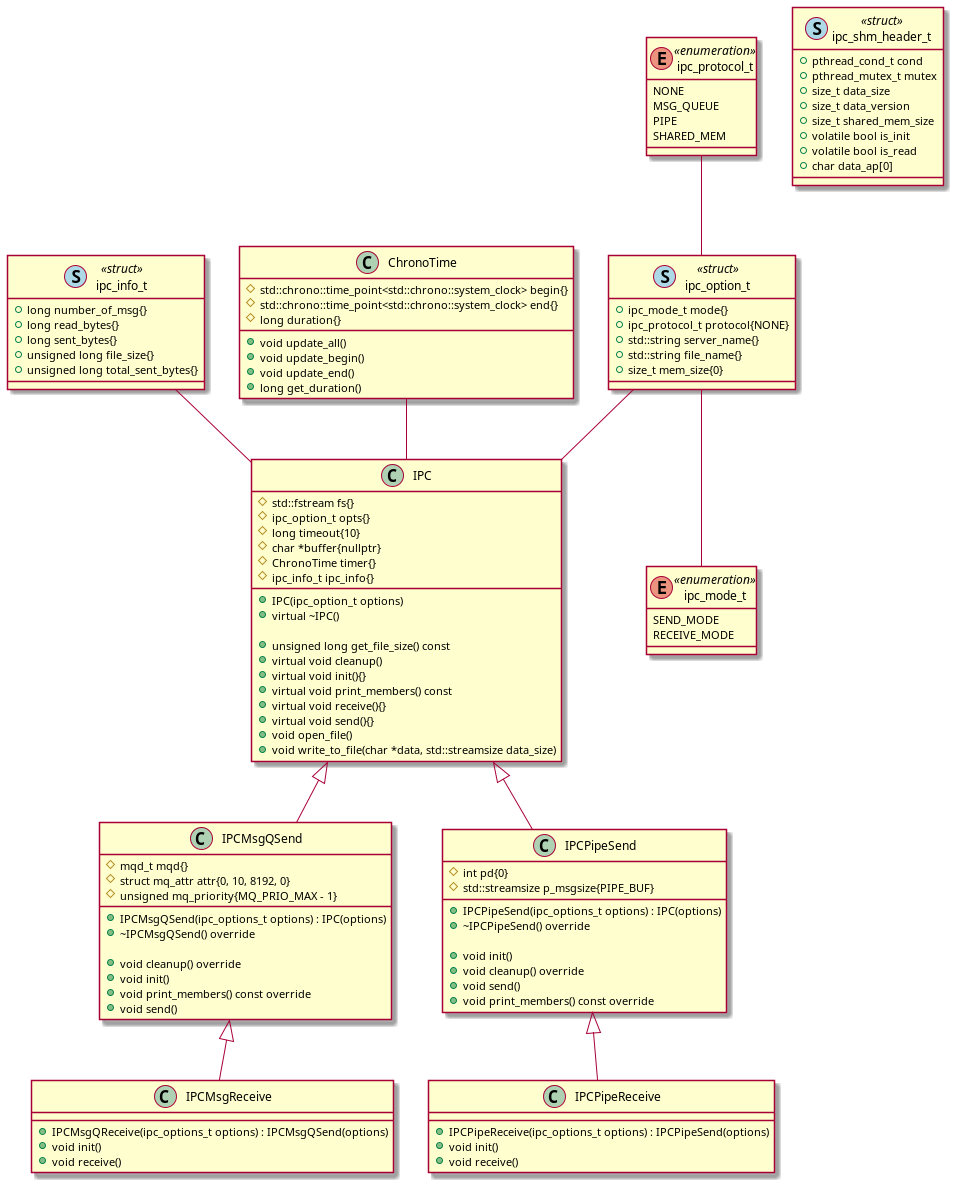 S «struct»
ipc_shm_header_t
pthread_cond_t cond
pthread_mutex_t mutex
size_t data_size
size_t data_version
size_t shared_mem_size
volatile bool is_init
volatile bool is_read
char data_ap[0]
E «enumeration»
ipc_protocol_t
NONE
MSG_QUEUE
PIPE
SHARED_MEM
S «struct»
ipc_info_t
long number_of_msg{}
long read_bytes{}
long sent_bytes{}
unsigned long file_size{}
unsigned long total_sent_bytes{}
C ChronoTime
std::chrono::time_point<std::chrono::system_clock> begin{}
std::chrono::time_point<std::chrono::system_clock> end{}
long duration{}
void update_all()
void update_begin()
void update_end()
long get_duration()
S «struct»
ipc_option_t
ipc_mode_t mode{}
ipc_protocol_t protocol{NONE}
std::string server_name{}
std::string file_name{}
size_t mem_size{0}
C IPC
std::fstream fs{}
ipc_option_t opts{}
long timeout{10}
char *buffer{nullptr}
ChronoTime timer{}
ipc_info_t ipc_info{}
IPC(ipc_option_t options)
virtual ~IPC()
unsigned long get_file_size() const
virtual void cleanup()
virtual void init(){}
virtual void print_members() const
virtual void receive(){}
virtual void send(){}
void open_file()
void write_to_file(char *data, std::streamsize data_size)
E «enumeration»
ipc_mode_t
SEND_MODE
RECEIVE_MODE
C IPCMsgQSend
mqd_t mqd{}
struct mq_attr attr{0, 10, 8192, 0}
unsigned mq_priority{MQ_PRIO_MAX - 1}
IPCMsgQSend(ipc_options_t options) : IPC(options)
~IPCMsgQSend() override
void cleanup() override
void init()
void print_members() const override
void send()
C IPCPipeSend
int pd{0}
std::streamsize p_msgsize{PIPE_BUF}
IPCPipeSend(ipc_options_t options) : IPC(options)
~IPCPipeSend() override
void init()
void cleanup() override
void send()
void print_members() const override
C IPCMsgReceive
IPCMsgQReceive(ipc_options_t options) : IPCMsgQSend(options)
void init()
void receive()
C IPCPipeReceive
IPCPipeReceive(ipc_options_t options) : IPCPipeSend(options)
void init()
void receive()